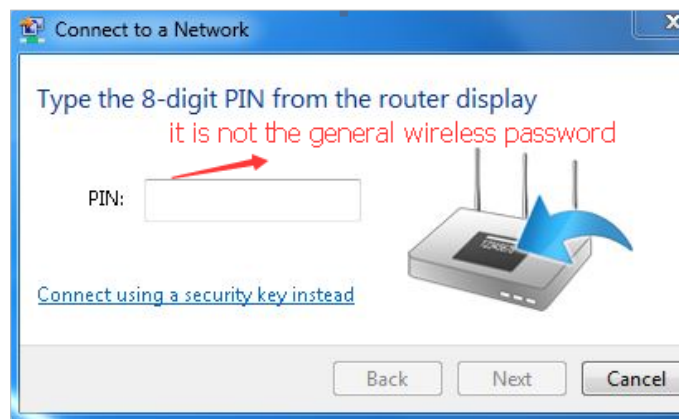 Connect to a Network
Type the 8-digit PIN from the router display
it is not the general wireless password
PIN:
12345670
Connect using a security key instead
Back
Next
Cancel